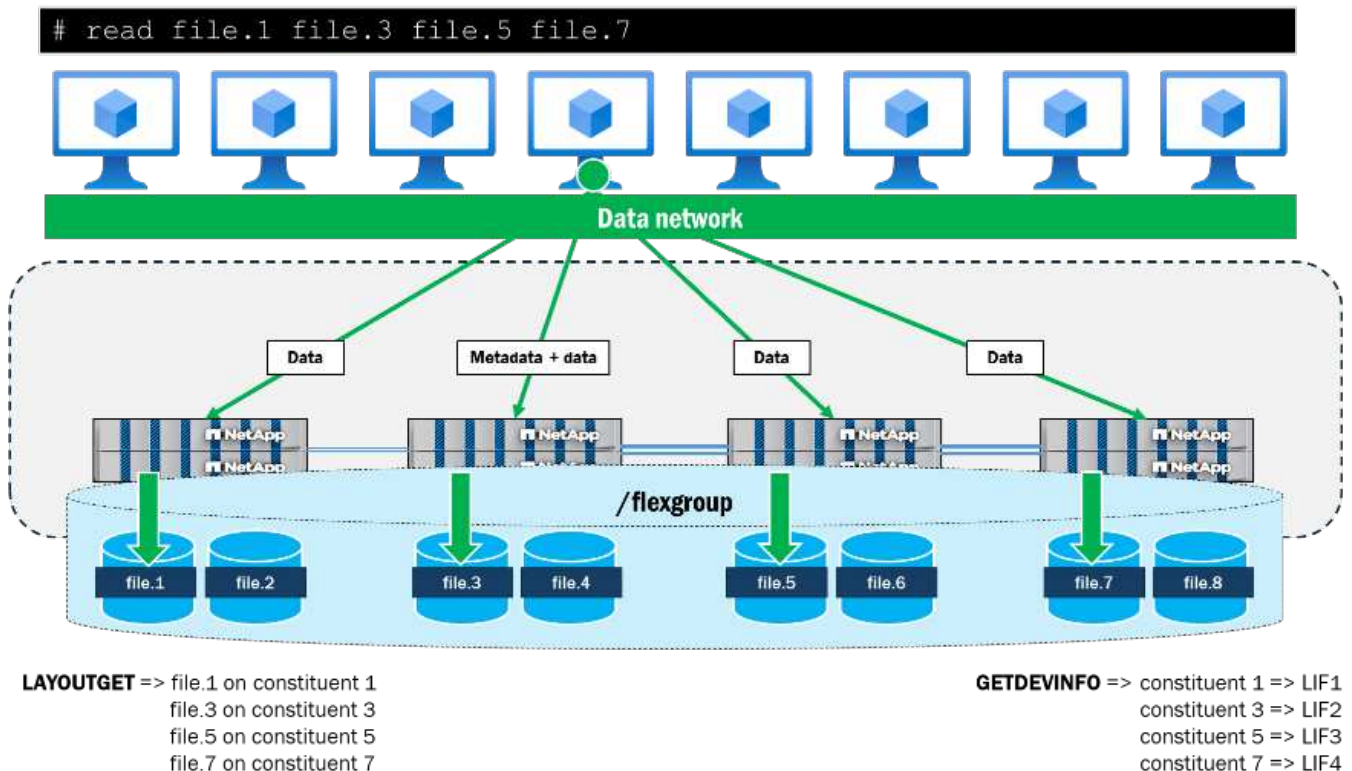 # read file.1 file.3 file.5 file.7
Data network
Data
Metadata + data
Data
Data
NetApp
NetApp
NetApp
NetApp
NetApp
NetApp
NetApp
NetApp
/flexgroup
file.1
file.2
file.3
file.4
file.5
file.6
file.7
file.8
LAYOUTGET => file.1 on constituent 1
file.3 on constituent 3
file.5 on constituent 5
file.7 on constituent 7
GETDEVINFO => constituent 1 => LIF1
constituent 3 => LIF2
constituent 5 => LIF3
constituent 7 => LIF4